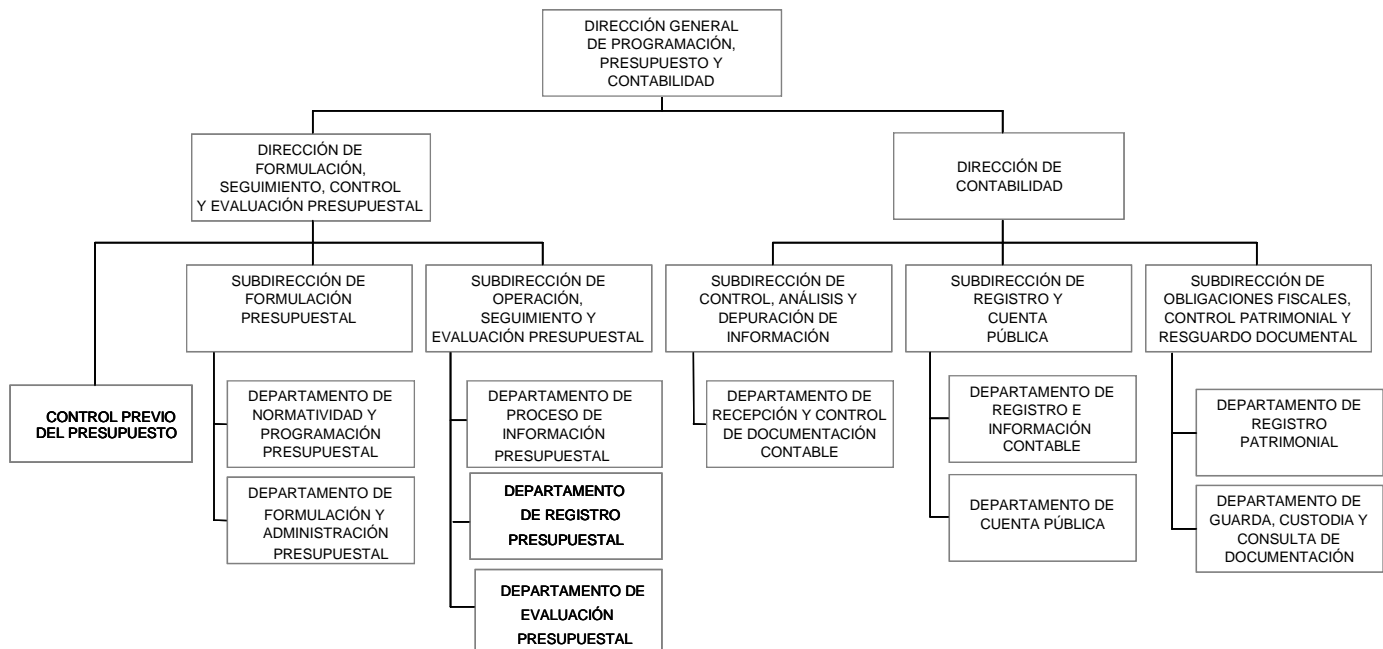 DIRECCIÓN GENERAL
DE PROGRAMACIÓN,
PRESUPUESTO Y
CONTABILIDAD
DIRECCIÓN DE
FORMULACIÓN,
SEGUIMIENTO, CONTROL
Y EVALUACIÓN PRESUPUESTAL
DIRECCIÓN DE
CONTABILIDAD
SUBDIRECCIÓN DE
FORMULACIÓN
PRESUPUESTAL
SUBDIRECCIÓN DE
OPERACIÓN,
SEGUIMIENTO Y
EVALUACIÓN PRESUPUESTAL
SUBDIRECCIÓN DE
CONTROL, ANÁLISIS Y
DEPURACIÓN DE
INFORMACIÓN
SUBDIRECCIÓN DE
REGISTRO Y
CUENTA
PÚBLICA
SUBDIRECCIÓN DE
OBLIGACIONES FISCALES,
CONTROL PATRIMONIAL Y
RESGUARDO DOCUMENTAL
CONTROL PREVIO
DEL PRESUPUESTO
DEPARTAMENTO DE
NORMATIVIDAD Y
PROGRAMACIÓN
PRESUPUESTAL
DEPARTAMENTO DE
PROCESO DE
INFORMACIÓN
PRESUPUESTAL
DEPARTAMENTO DE
RECEPCIÓN Y CONTROL
DE DOCUMENTACIÓN
CONTABLE
DEPARTAMENTO DE
REGISTRO E
INFORMACIÓN
CONTABLE
DEPARTAMENTO DE
REGISTRO
PATRIMONIAL
DEPARTAMENTO DE
FORMULACIÓN Y
ADMINISTRACIÓN
PRESUPUESTAL
DEPARTAMENTO
DE REGISTRO
PRESUPUESTAL
DEPARTAMENTO DE
CUENTA PÚBLICA
DEPARTAMENTO DE
GUARDA, CUSTODIA Y
CONSULTA DE
DOCUMENTACIÓN
DEPARTAMENTO DE
EVALUACIÓN
PRESUPUESTAL